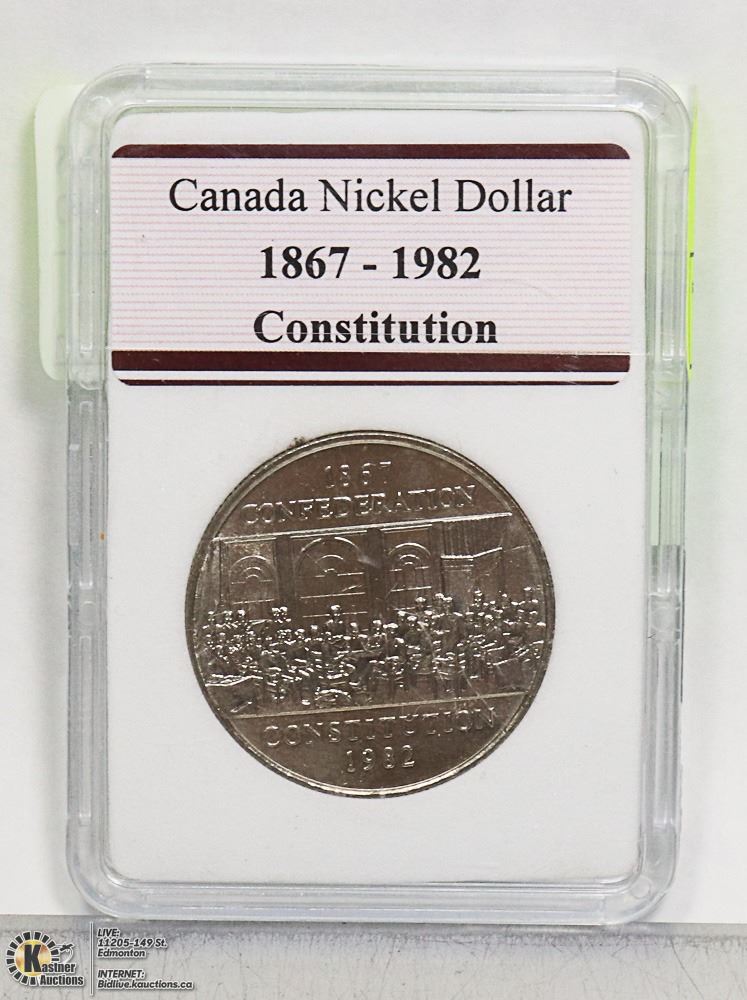 Canada Nickel Dollar
1867 - 1982
Constitution
1867
CONFEDERATION
CONSTITUTION
1982
Kastner
Auctions
LIVE:
11205-149 St.
Edmonton
INTERNET:
Bidlive.kauctions.ca